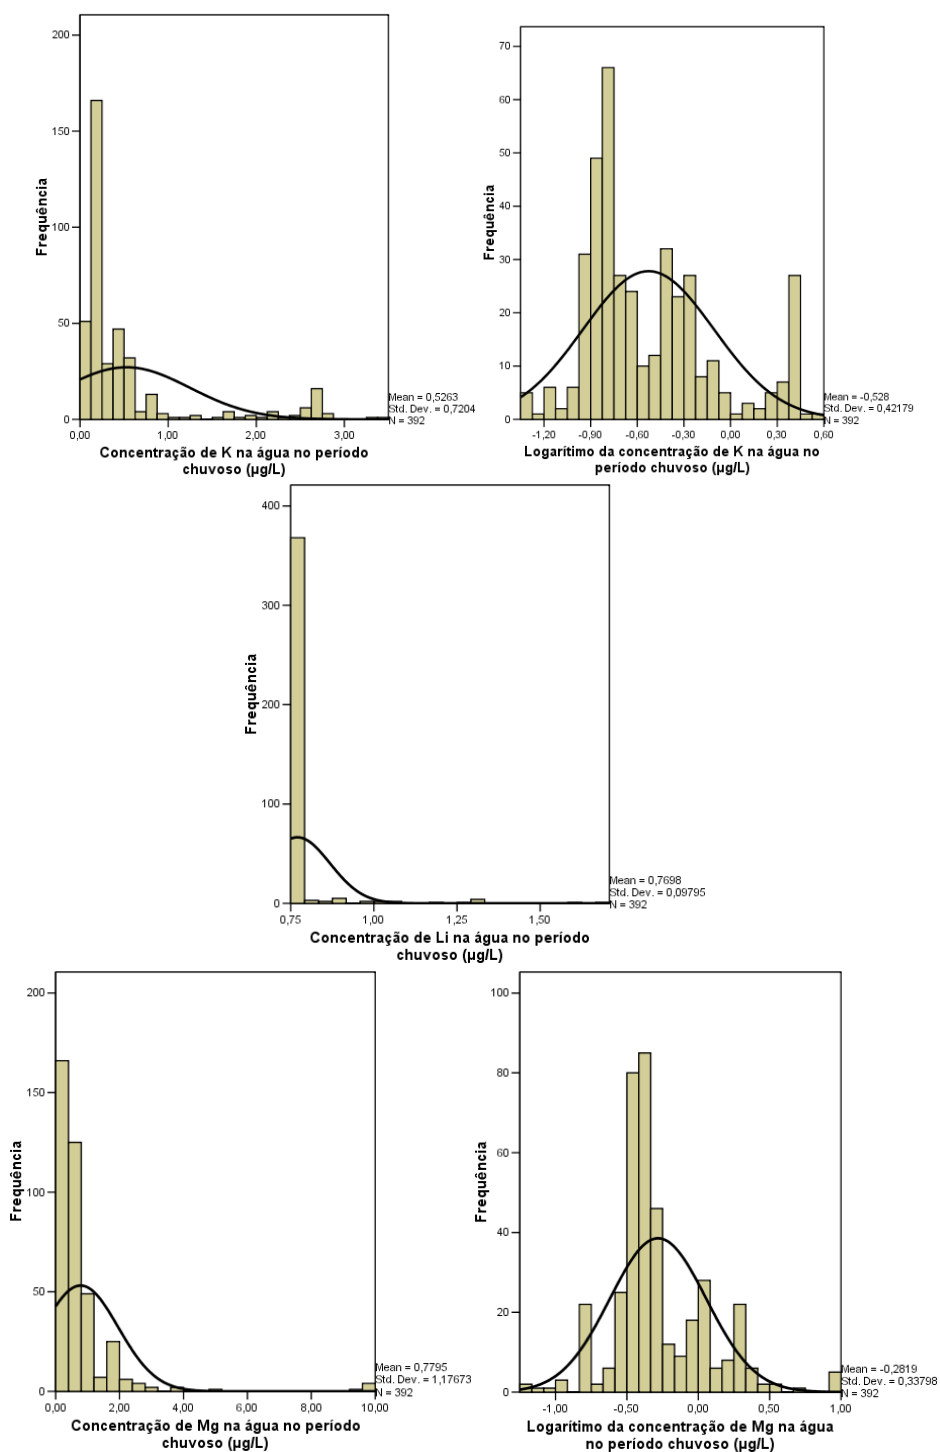 200
150
100
50
0
Frequência
0,00 1,00 2,00 3,00
Mean = 0,5263
Std. Dev. = 0,7204
N = 392
Concentração de K na água no período
chuvoso (µg/L)
70
60
50
40
30
20
10
0
Frequência
-1,20 -0,90 -0,60 -0,30 0,00 0,30 0,60
Mean = -0,528
Std. Dev. = 0,42179
N = 392
Logarítimo da concentração de K na água no
período chuvoso (µg/L)
400
300
200
100
0
Frequência
0,75 1,00 1,25 1,50
Mean = 0,7698
Std. Dev. = 0,09795
N = 392
Concentração de Li na água no período
chuvoso (µg/L)
200
150
100
50
0
Frequência
0,00 2,00 4,00 6,00 8,00 10,00
Mean = 0,7795
Std. Dev. = 1,17673
N = 392
Concentração de Mg na água no período
chuvoso (µg/L)
100
80
60
40
20
0
Frequência
-1,00 -0,50 0,00 0,50 1,00
Mean = -0,2819
Std. Dev. = 0,33798
N = 392
Logarítimo da concentração de Mg na água
no período chuvoso (µg/L)